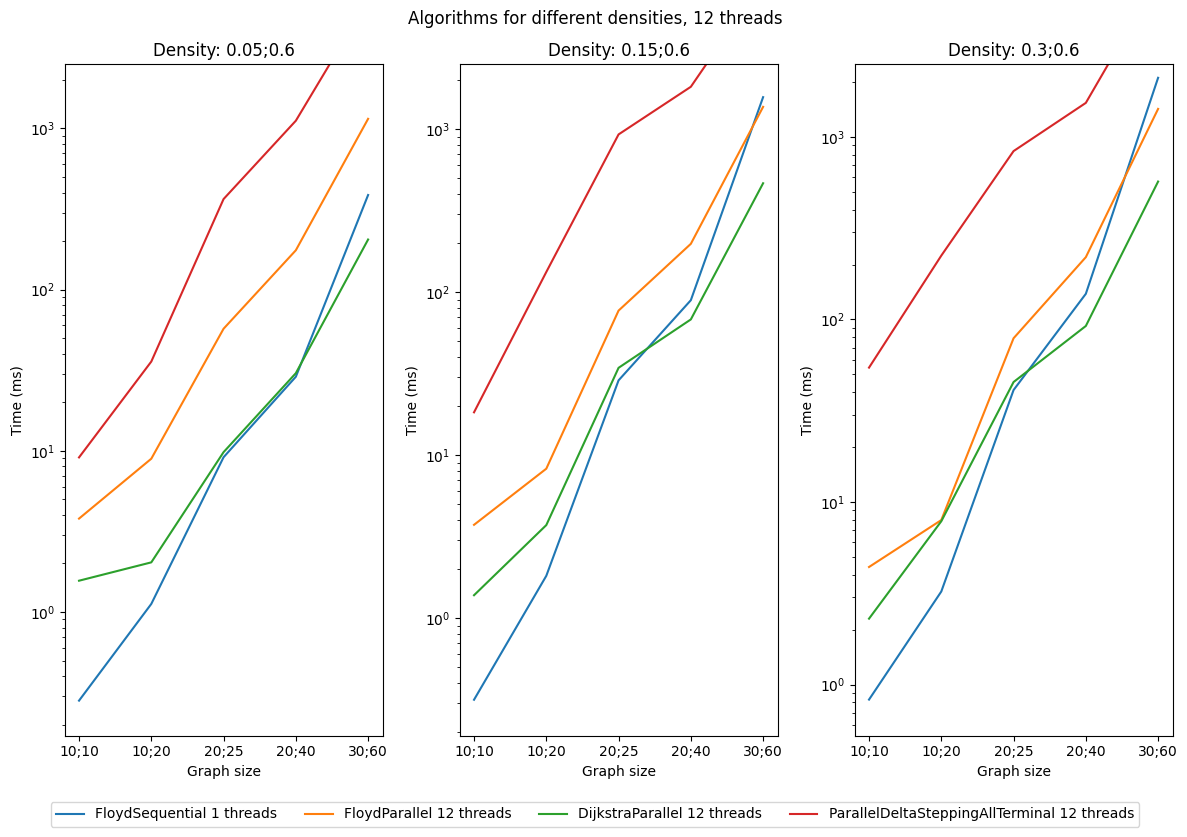 Algorithms for different densities, 12 threads
Density: 0.05;0.6
10³
10²
10¹
10⁰
Time (ms)
10;10 10;20 20;25 20;40 30;60
Graph size
Density: 0.15;0.6
10³
10²
10¹
10⁰
Time (ms)
10;10 10;20 20;25 20;40 30;60
Graph size
Density: 0.3;0.6
10³
10²
10¹
10⁰
Time (ms)
10;10 10;20 20;25 20;40 30;60
Graph size
FloydSequential 1 threads FloydParallel 12 threads DijkstraParallel 12 threads ParallelDeltaSteppingAllTerminal 12 threads